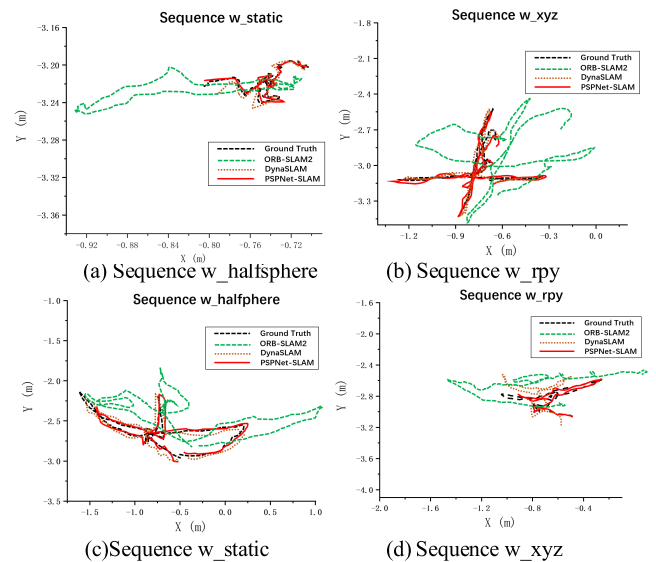 Sequence w_static
-3.16
-3.20
-3.24
-3.28
-3.32
-3.36
Y (m)
Ground Truth
ORB-SLAM2
DynaSLAM
PSPNet-SLAM
-0.92
-0.88
-0.84
-0.80
-0.76
-0.72
X (m)
(a) Sequence w_halfsphere
Sequence w_xyz
-1.8
-2.1
-2.4
-2.7
-3.0
-3.3
Y (m)
Ground Truth
ORB-SLAM2
DynaSLAM
PSPNet-SLAM
-1.2
-0.9
-0.6
-0.3
0.0
X (m)
(b) Sequence w_rpy
Sequence w_halfphere
-1.0
-1.5
-2.0
-2.5
-3.0
-3.5
Y (m)
Ground Truth
ORB-SLAM2
DynaSLAM
PSPNet-SLAM
-1.5
-1.0
-0.5
0.0
0.5
1.0
X (m)
(c)Sequence w_static
Sequence w_rpy
-1.6
-2.0
-2.4
-2.8
-3.2
-3.6
-4.0
Y (m)
Ground Truth
ORB-SLAM2
DynaSLAM
PSPNet-SLAM
-2.0
-1.6
-1.2
-0.8
-0.4
X (m)
(d) Sequence w_xyz